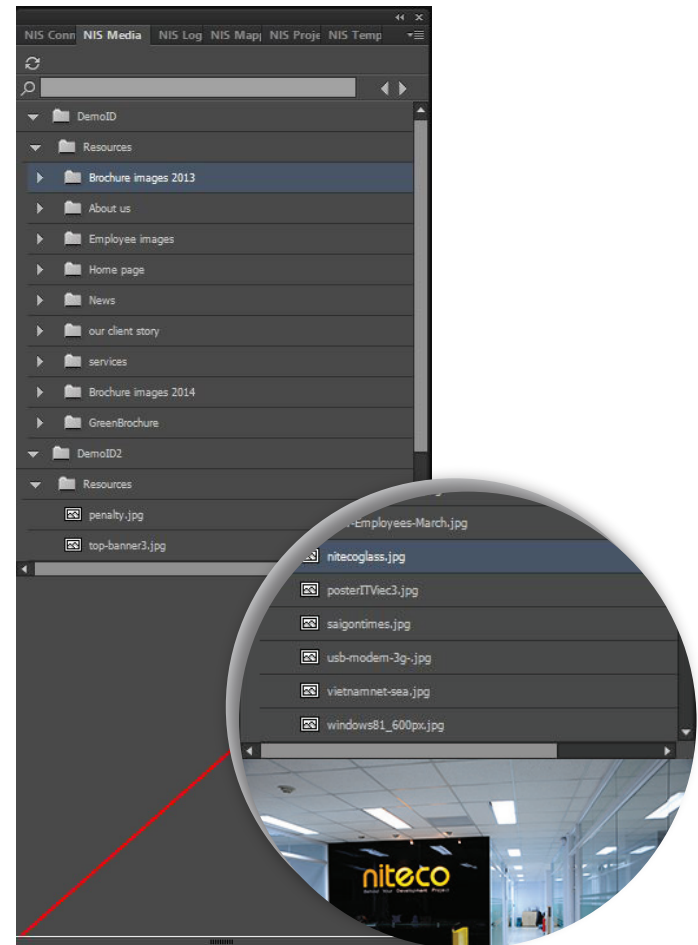 NIS Conn NIS Media NIS Log NIS Map NIS Proje NIS Temp
DemoID
Resources
Brochure images 2013
About us
Employee images
Home page
News
our client story
services
Brochure images 2014
GreenBrochure
DemoID2
Resources
penalty.jpg
top-banner3.jpg
-Employees-March.jpg
nitecoglass.jpg
posterITViec3.jpg
saigontimes.jpg
usb-modem-3g-.jpg
vietnamnet-sea.jpg
windows81_600px.jpg
niteco